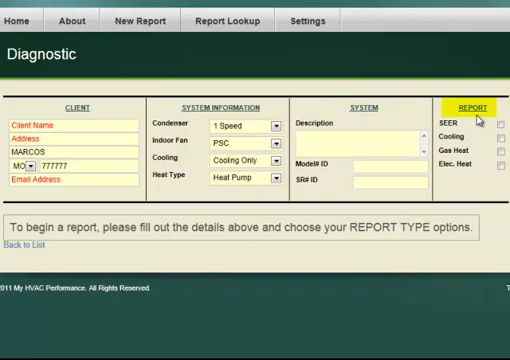 Home About New Report Report Lookup Settings
Diagnostic
CLIENT
Client Name
Address
MARCOS
MO 777777
Email Address
SYSTEM INFORMATION
Condenser 1 Speed
Indoor Fan PSC
Cooling Cooling Only
Heat Type Heat Pump
SYSTEM
Description
Model# ID
SR# ID
REPORT
SEER
Cooling
Gas Heat
Elec. Heat
To begin a report, please fill out the details above and choose your REPORT TYPE options.
Back to List
2011 My HVAC Performance. All Rights Reserved.
T